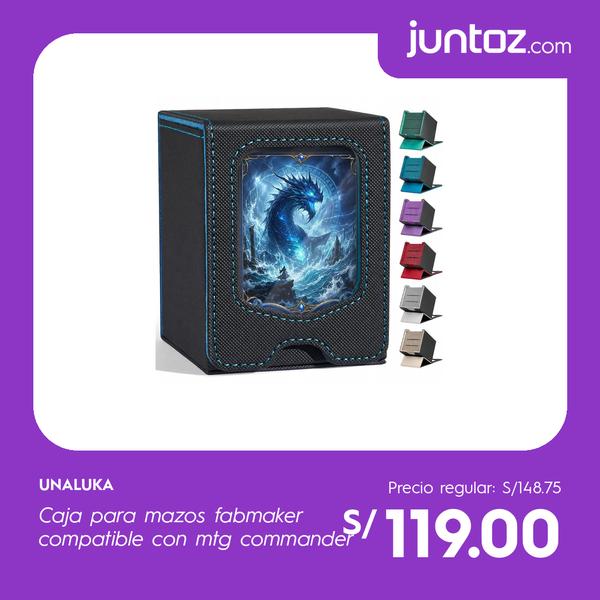 juntoz.com
UNALUKA
Caja para mazos fabmaker
compatible con mtg commander
Precio regular: S/148.75
S/119.00